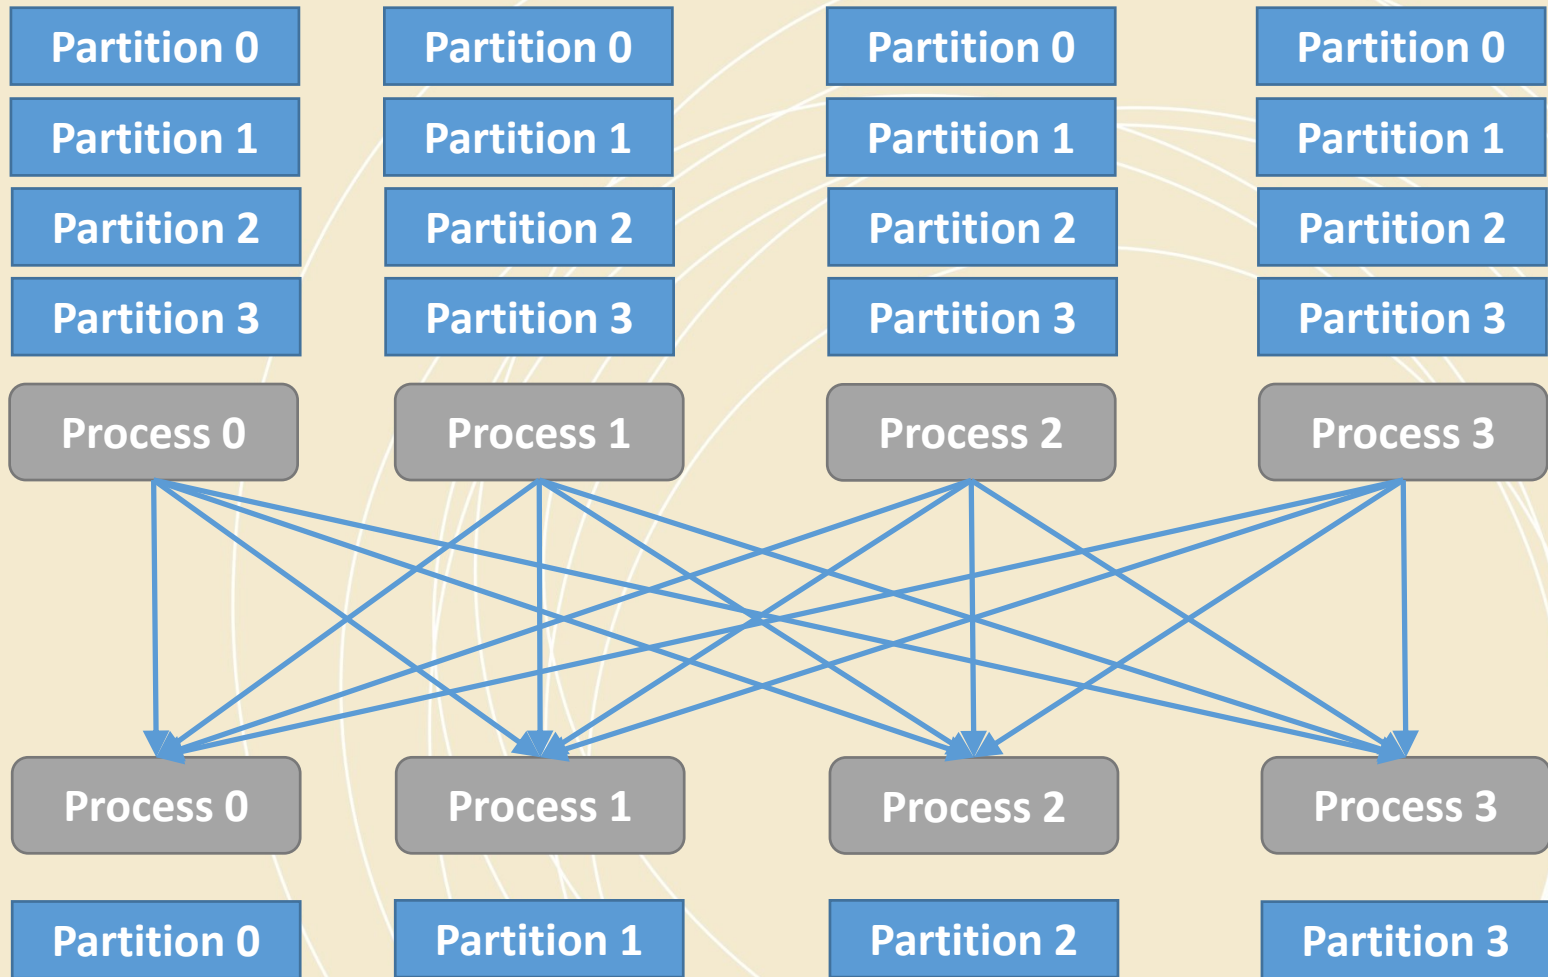 Partition 0 Partition 0 Partition 0 Partition 0
Partition 1 Partition 1 Partition 1 Partition 1
Partition 2 Partition 2 Partition 2 Partition 2
Partition 3 Partition 3 Partition 3 Partition 3
Process 0 Process 1 Process 2 Process 3
Process 0 Process 1 Process 2 Process 3
Partition 0 Partition 1 Partition 2 Partition 3